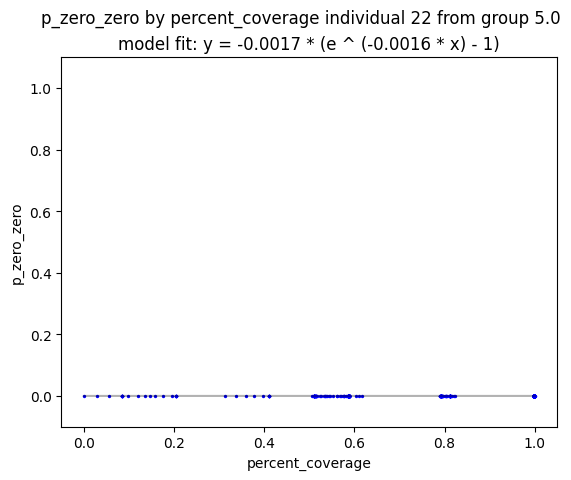 p_zero_zero by percent_coverage individual 22 from group 5.0
model fit: y = -0.0017 * (e ^ (-0.0016 * x) - 1)
1.0
0.8
0.6
0.4
0.2
0.0
p_zero_zero
0.0 0.2 0.4 0.6 0.8 1.0
percent_coverage